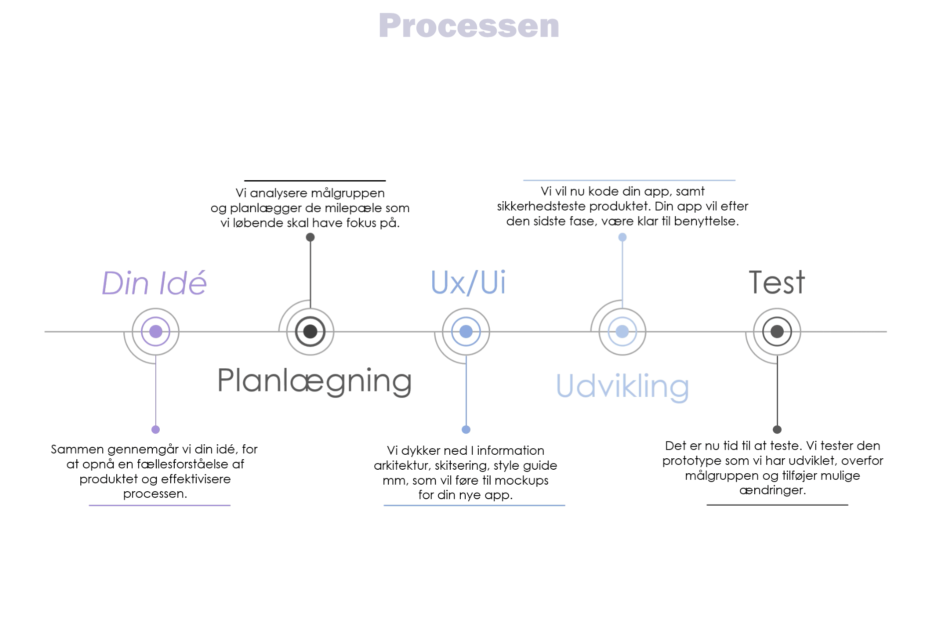 Processen
Din Idé
Sammen gennemgår vi din idé, for
at opnå en fællesforståelse af
produktet og effektivisere
processen.
Vi analysere målgruppen
og planlægger de milepæle som
vi løbende skal have fokus på.
Planlægning
Ux/Ui
Vi dykker ned I information
arkitektur, skitsering, style guide
mm, som vil føre til mockups
for din nye app.
Vi vil nu kode din app, samt
sikkerhedsteste produktet. Din app vil efter
den sidste fase, være klar til benyttelse.
Udvikling
Test
Det er nu tid til at teste. Vi tester den
prototype som vi har udviklet, overfor
målgruppen og tilføjer mulige
ændringer.